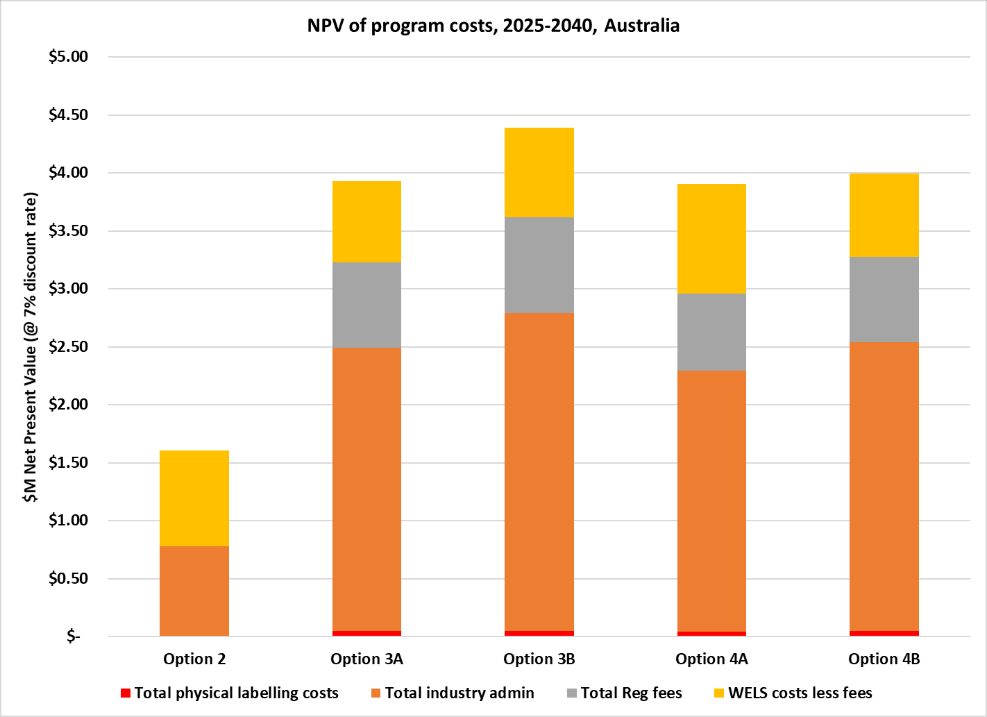 NPV of program costs, 2025-2040, Australia
$M Net Present Value (@ 7% discount rate)
$5.00
$4.50
$4.00
$3.50
$3.00
$2.50
$2.00
$1.50
$1.00
$0.50
$-
Option 2 Option 3A Option 3B Option 4A Option 4B
Total physical labelling costs Total industry admin Total Reg fees WELS costs less fees